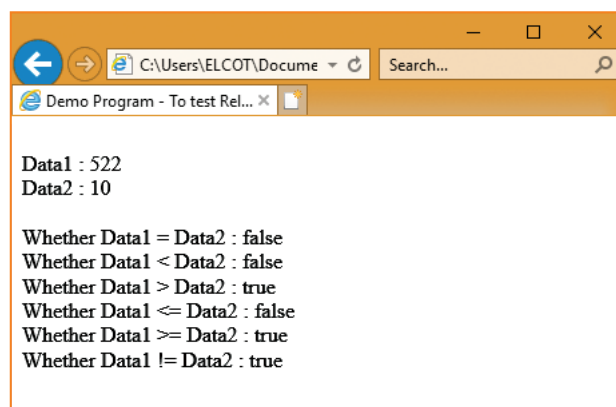 C:\Users\ELCOT\Docume
Search...
Demo Program - To test Rel...
Data1 : 522
Data2 : 10
Whether Data1 = Data2 : false
Whether Data1 < Data2 : false
Whether Data1 > Data2 : true
Whether Data1 <= Data2 : false
Whether Data1 >= Data2 : true
Whether Data1 != Data2 : true